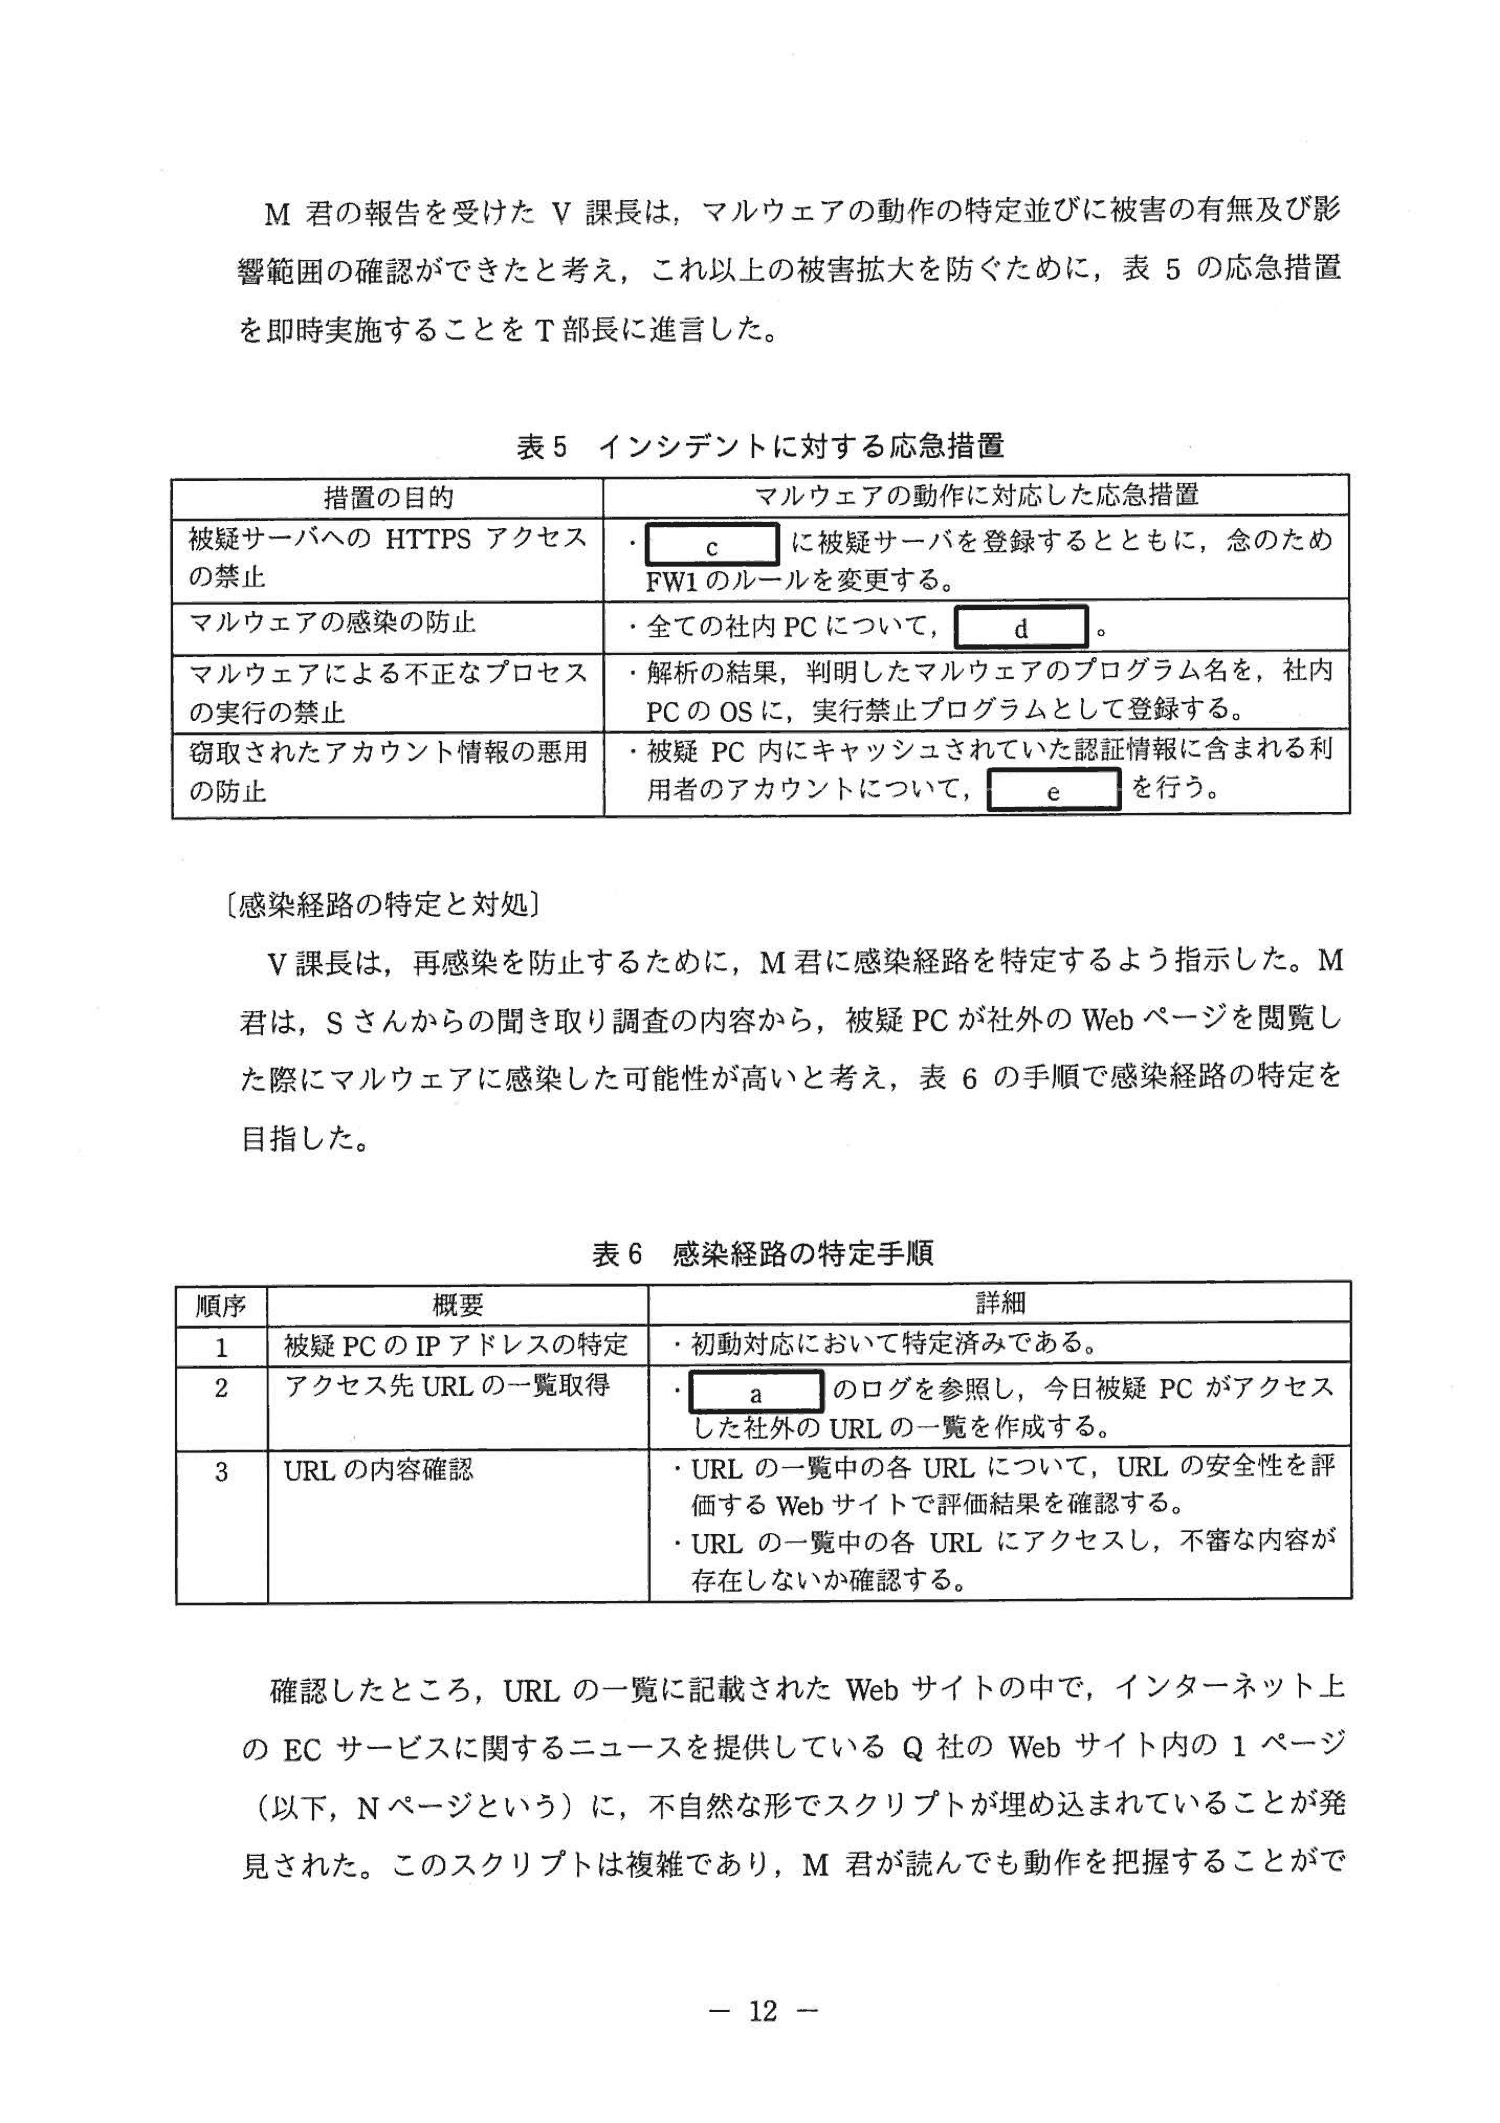 M 君の報告を受けた V 課長は，マルウェアの動作の特定並びに被害の有無及び影
響範囲の確認ができたと考え，これ以上の被害拡大を防ぐために，表 5 の応急措置
を即時実施することを T 部長に進言した。
表 5 インシデントに対する応急措置
措置の目的 マルウェアの動作に対応した応急措置
被疑サーバへの HTTPS アクセス
の禁止
・ c に被疑サーバを登録するとともに，念のため
FW1 のルールを変更する。
マルウェアの感染の防止
・全ての社内 PC について， d 。
マルウェアによる不正なプロセス
の実行の禁止
・解析の結果，判明したマルウェアのプログラム名を，社内
PC の OS に，実行禁止プログラムとして登録する。
窃取されたアカウント情報の悪用
の防止
・被疑 PC 内にキャッシュされていた認証情報に含まれる利
用者のアカウントについて， e を行う。
〔感染経路の特定と対処〕
V 課長は，再感染を防止するために，M 君に感染経路を特定するよう指示した。M
君は，S さんからの聞き取り調査の内容から，被疑 PC が社外の Web ページを閲覧し
た際にマルウェアに感染した可能性が高いと考え，表 6 の手順で感染経路の特定を
目指した。
表 6 感染経路の特定手順
順序 概要 詳細
1 被疑 PC の IP アドレスの特定 ・初動対応において特定済みである。
2 アクセス先 URL の一覧取得 ・ a のログを参照し，今日被疑 PC がアクセス
した社外の URL の一覧を作成する。
3 URL の内容確認 ・URL の一覧中の各 URL について，URL の安全性を評
価する Web サイトで評価結果を確認する。
・URL の一覧中の各 URL にアクセスし，不審な内容が
存在しないか確認する。
確認したところ，URL の一覧に記載された Web サイトの中で，インターネット上
の EC サービスに関するニュースを提供している Q 社の Web サイト内の 1 ページ
（以下，N ページという）に，不自然な形でスクリプトが埋め込まれていることが発
見された。このスクリプトは複雑であり，M 君が読んでも動作を把握することがで
－ 12 －